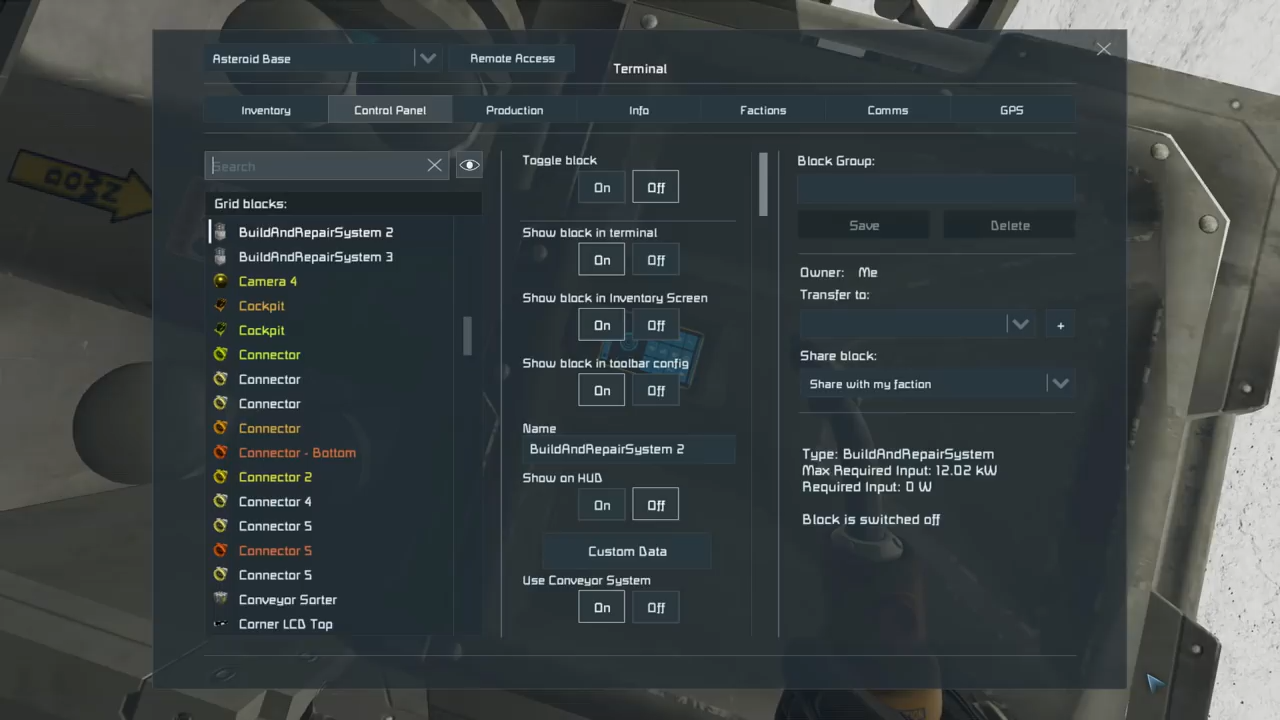 Asteroid Base
Remote Access
Terminal
Inventory
Control Panel
Production
Info
Factions
Comms
GPS
Search
Grid blocks:
BuildAndRepairSystem 2
BuildAndRepairSystem 3
Camera 4
Cockpit
Cockpit
Connector
Connector
Connector
Connector
Connector - Bottom
Connector 2
Connector 4
Connector 5
Connector 5
Connector 5
Conveyor Sorter
Corner LCD Top
Toggle block
On Off
Show block in terminal
On Off
Show block in Inventory Screen
On Off
Show block in toolbar config
On Off
Name
BuildAndRepairSystem 2
Show on HUD
On Off
Custom Data
Use Conveyor System
On Off
Block Group:
Save Delete
Owner: Me
Transfer to:
+
Share block:
Share with my faction
Type: BuildAndRepairSystem
Max Required Input: 12.02 kW
Required Input: 0 W
Block is switched off
DOWN